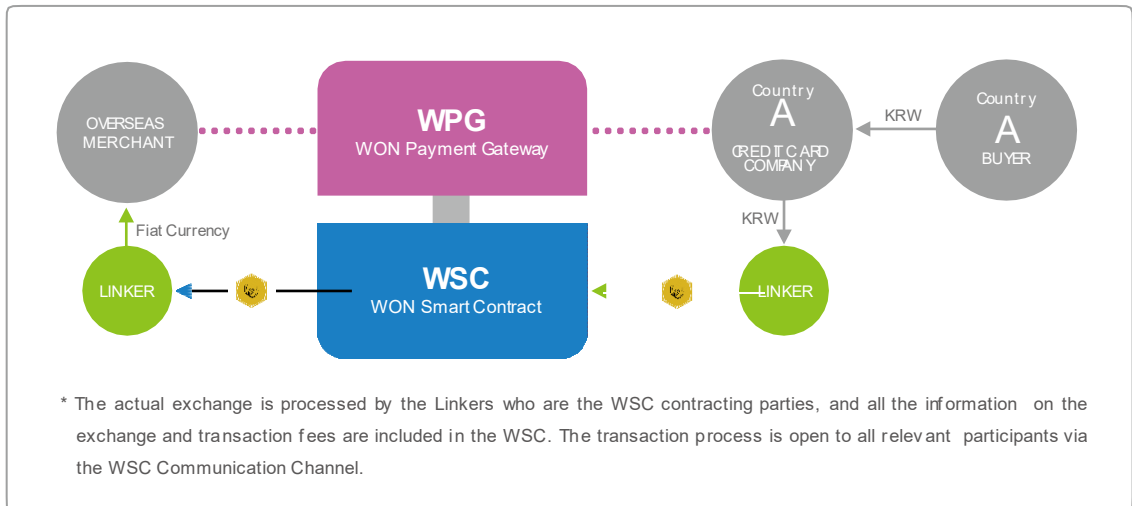 OVERSEAS
MERCHANT
WPG
WON Payment Gateway
Country
A
CREDIT CARD
COMPANY
KRW
Country
A
BUYER
Fiat Currency
KRW
LINKER
WSC
WON Smart Contract
LINKER
* The actual exchange is processed by the Linkers who are the WSC contracting parties, and all the information on the
exchange and transaction fees are included in the WSC. The transaction process is open to all relevant participants via
the WSC Communication Channel.